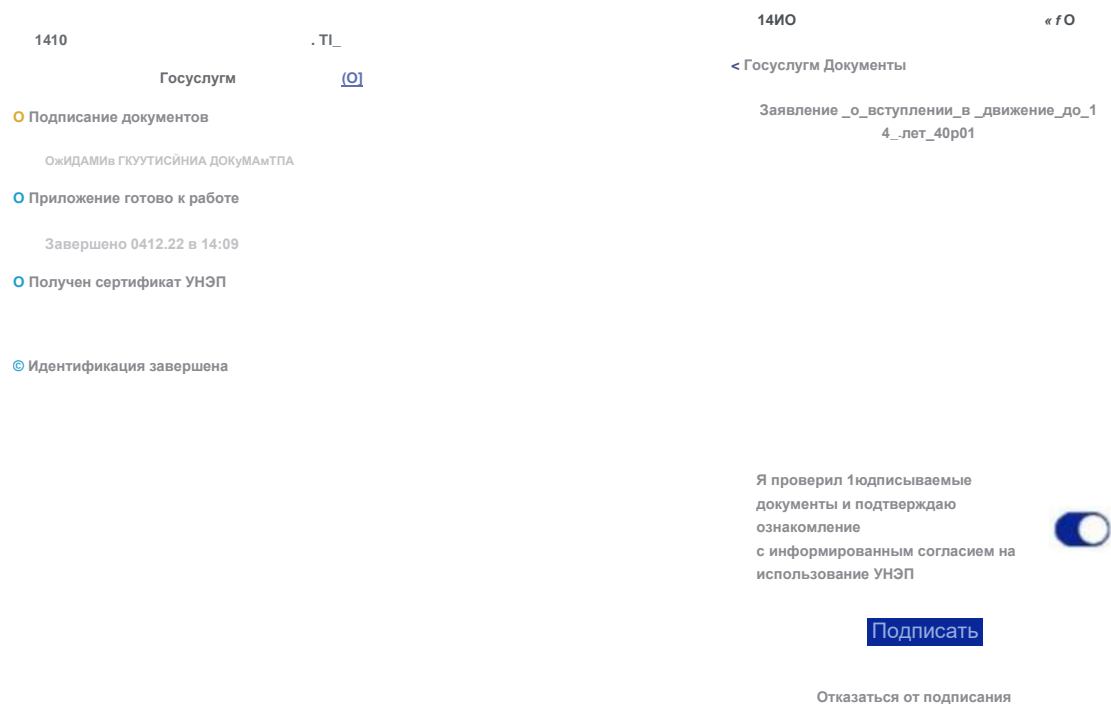 1410 . TI_
Госуслугм (O]
О Подписание документов
ОжИДАМИв ГКУУТИСЙНИА ДОКуМАмТПА
О Приложение готово к работе
Завершено 0412.22 в 14:09
О Получен сертификат УНЭП
© Идентификация завершена
14ИО « f О
< Госуслугм Документы
Заявление _о_вступлении_в _движение_до_1
4_.лет_40р01
Я проверил 1юдписываемые
документы и подтверждаю
ознакомление
с информированным согласием на
использование УНЭП
Подписать
Отказаться от подписания